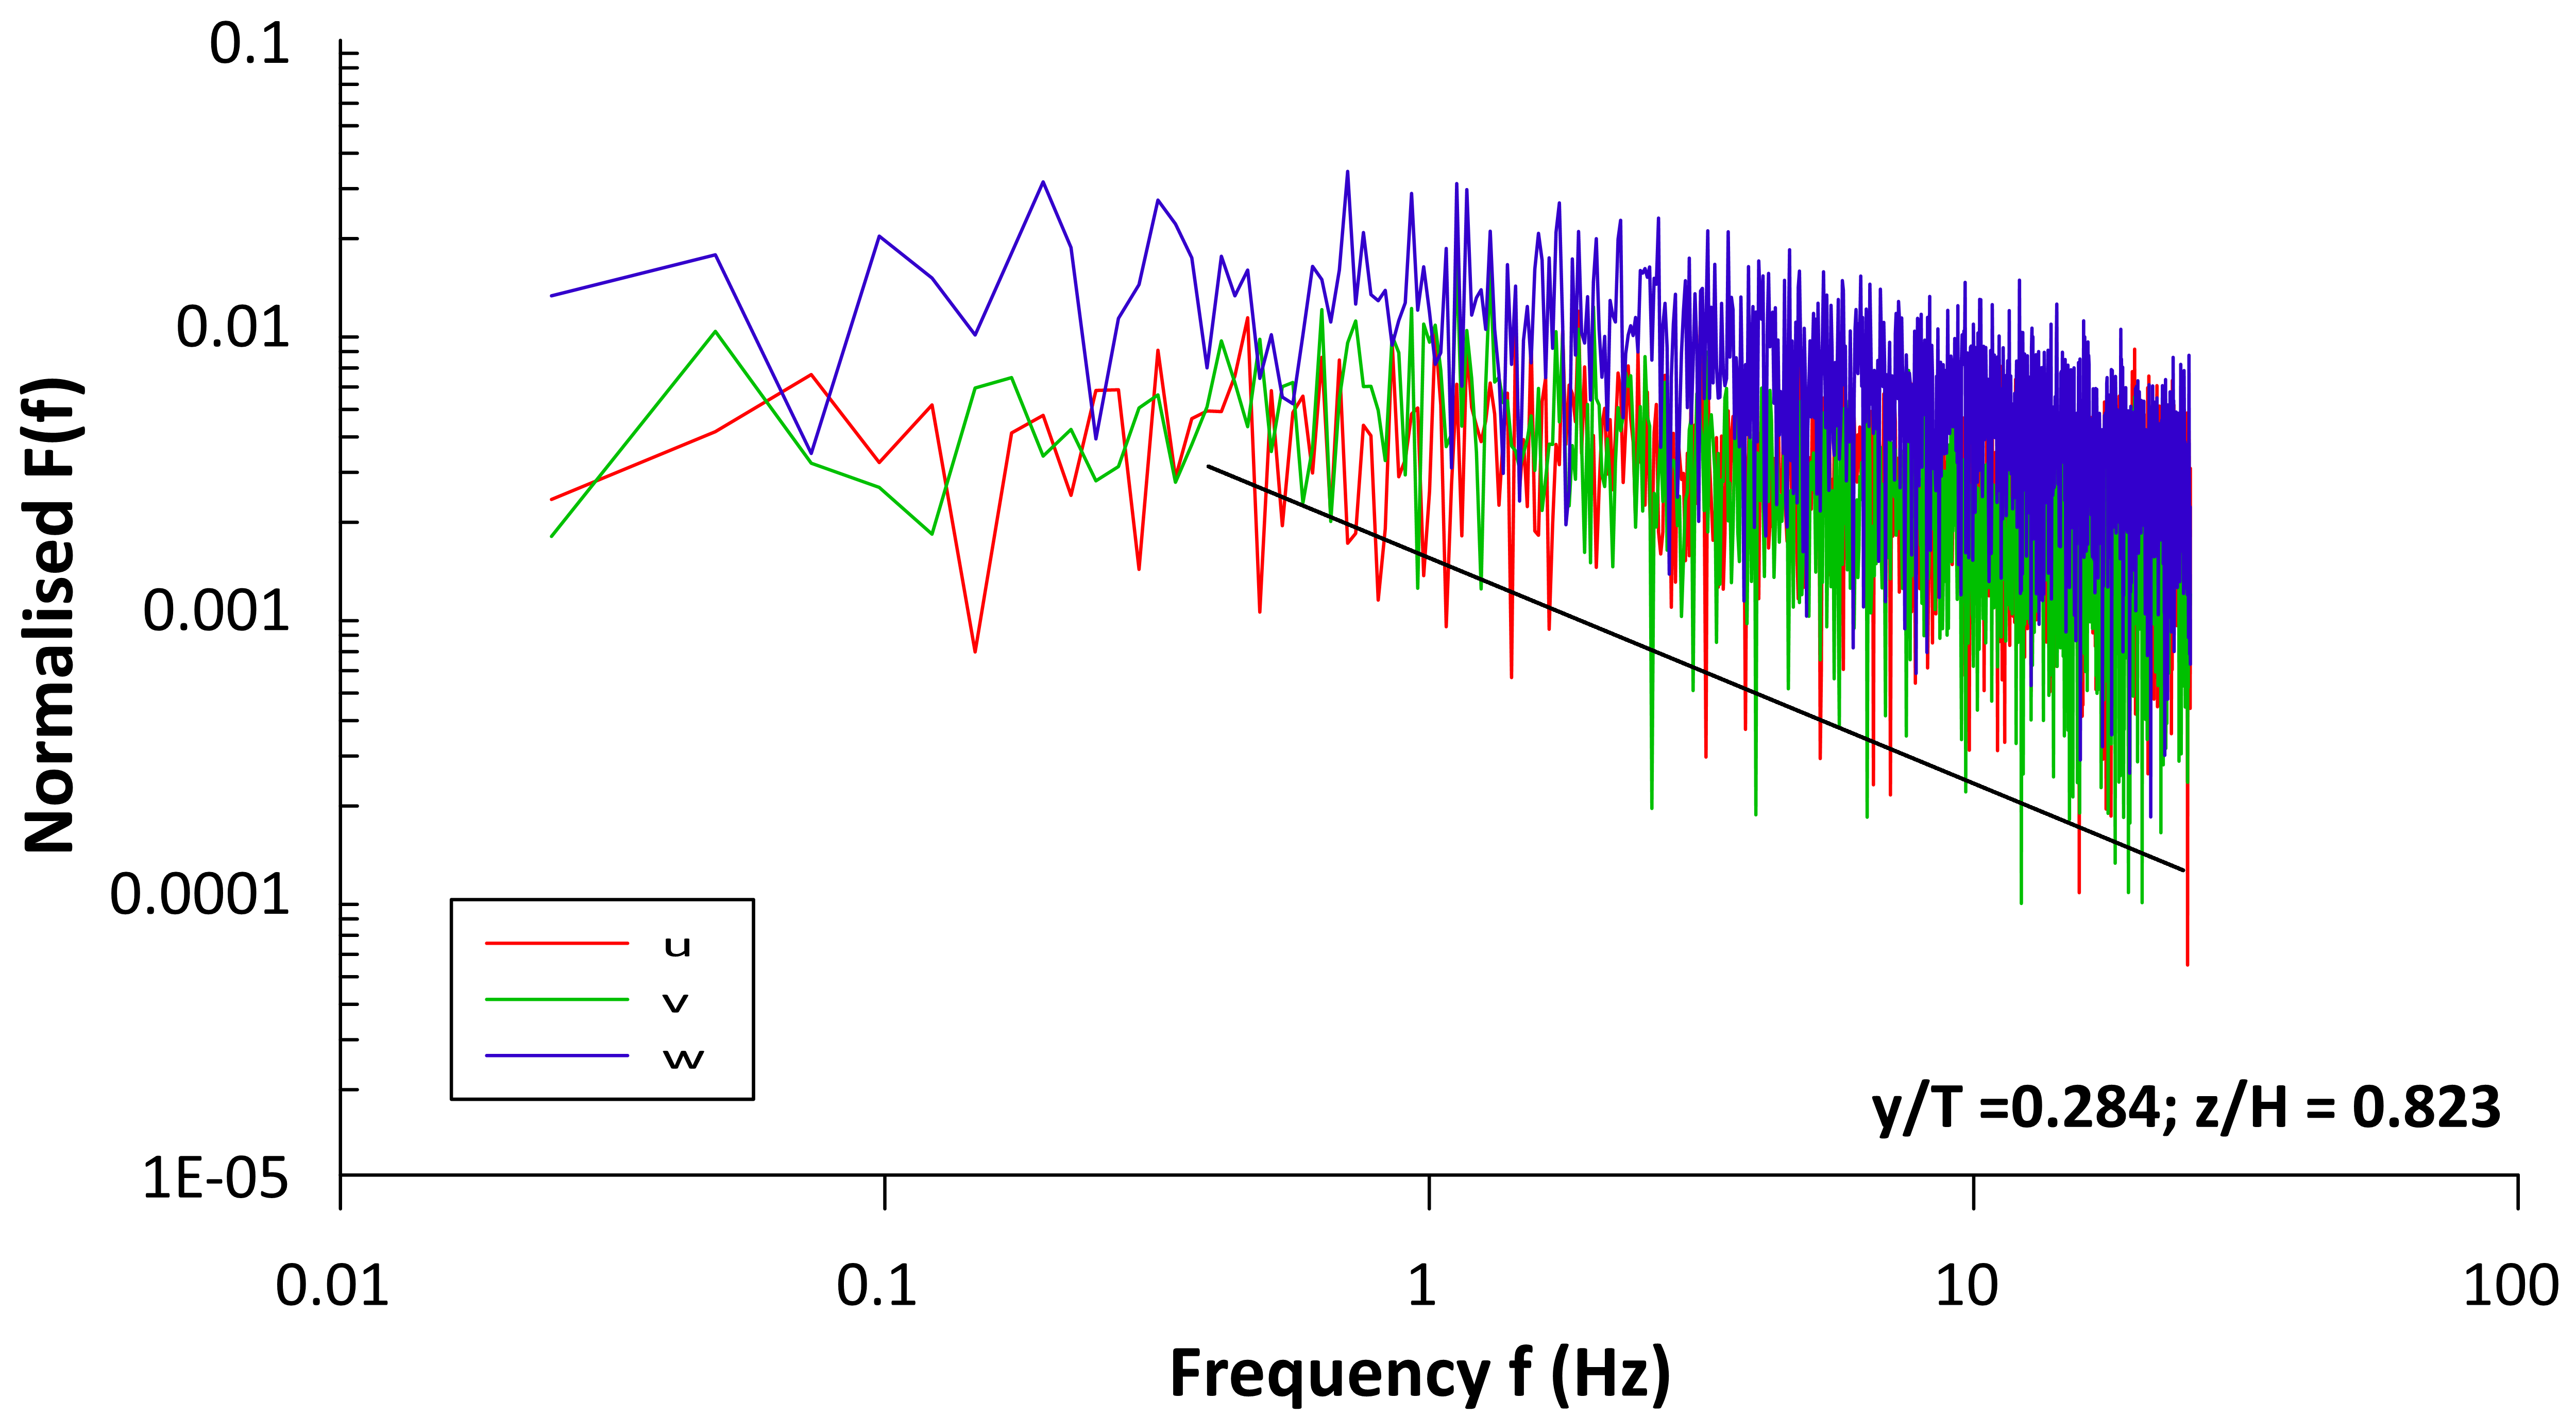 0.1
0.01
0.001
0.0001
1E-05
Normalised F(f)
u
v
w
y/T =0.284; z/H = 0.823
0.01
0.1
1
10
100
Frequency f (Hz)